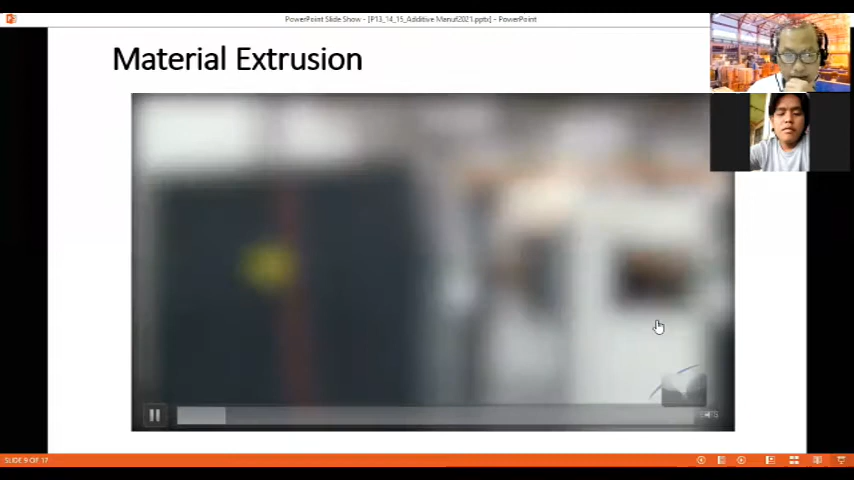 PowerPoint Slide Show - [P13_14_15_Additive Manuf2021.pptx] - PowerPoint
Material Extrusion
SLIDE 9 OF 17